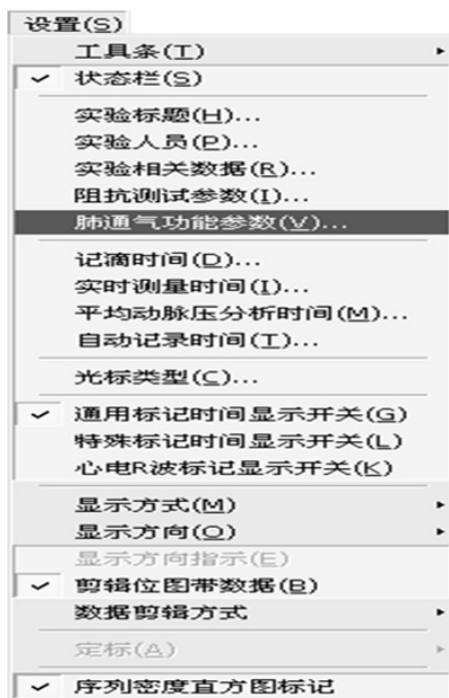 设置(S)
工具条(T)
状态栏(S)
实验标题(H)...
实验人员(P)...
实验相关数据(R)...
阻抗测试参数(I)...
肺通气功能参数(V)...
记滴时间(D)...
实时测量时间(I)...
平均动脉压分析时间(M)...
自动记录时间(T)...
光标类型(C)...
通用标记时间显示开关(G)
特殊标记时间显示开关(L)
心电R波标记显示开关(K)
显示方式(M)
显示方向(O)
显示方向指示(E)
剪辑位图带数据(B)
数据剪辑方式
定标(A)
序列密度直方图标记